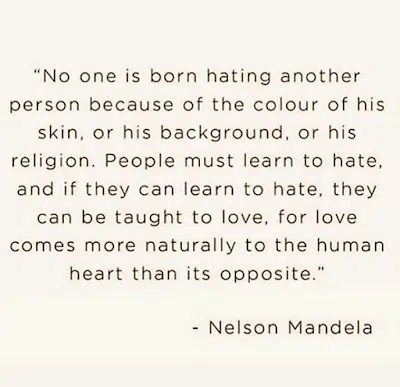 “No one is born hating another
person because of the colour of his
skin, or his background, or his
religion. People must learn to hate,
and if they can learn to hate, they
can be taught to love, for love
comes more naturally to the human
heart than its opposite.”
- Nelson Mandela